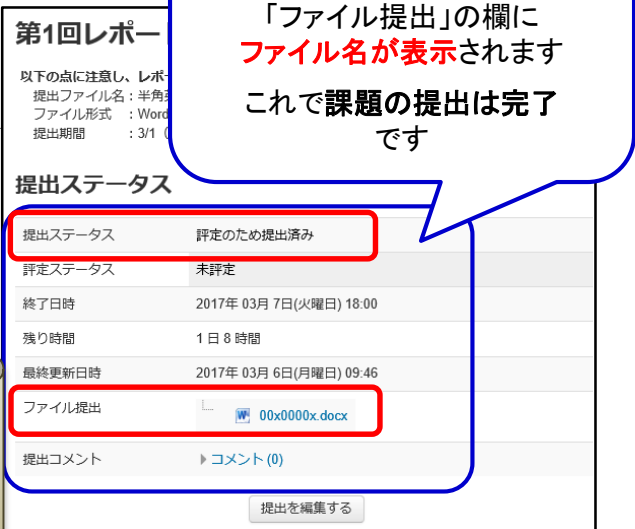 「ファイル提出」の欄に
ファイル名が表示されます
これで課題の提出は完了
です
第1回レポー
以下の点に注意し、レポー
提出ファイル名：半角
ファイル形式 ：Word
提出期間 ：3/1（
提出ステータス
提出ステータス 評定のため提出済み
評定ステータス 未評定
終了日時 2017年 03月 7日(火曜日) 18:00
残り時間 1 日 8 時間
最終更新日時 2017年 03月 6日(月曜日) 09:46
ファイル提出 00x0000x.docx
提出コメント コメント (0)
提出を編集する